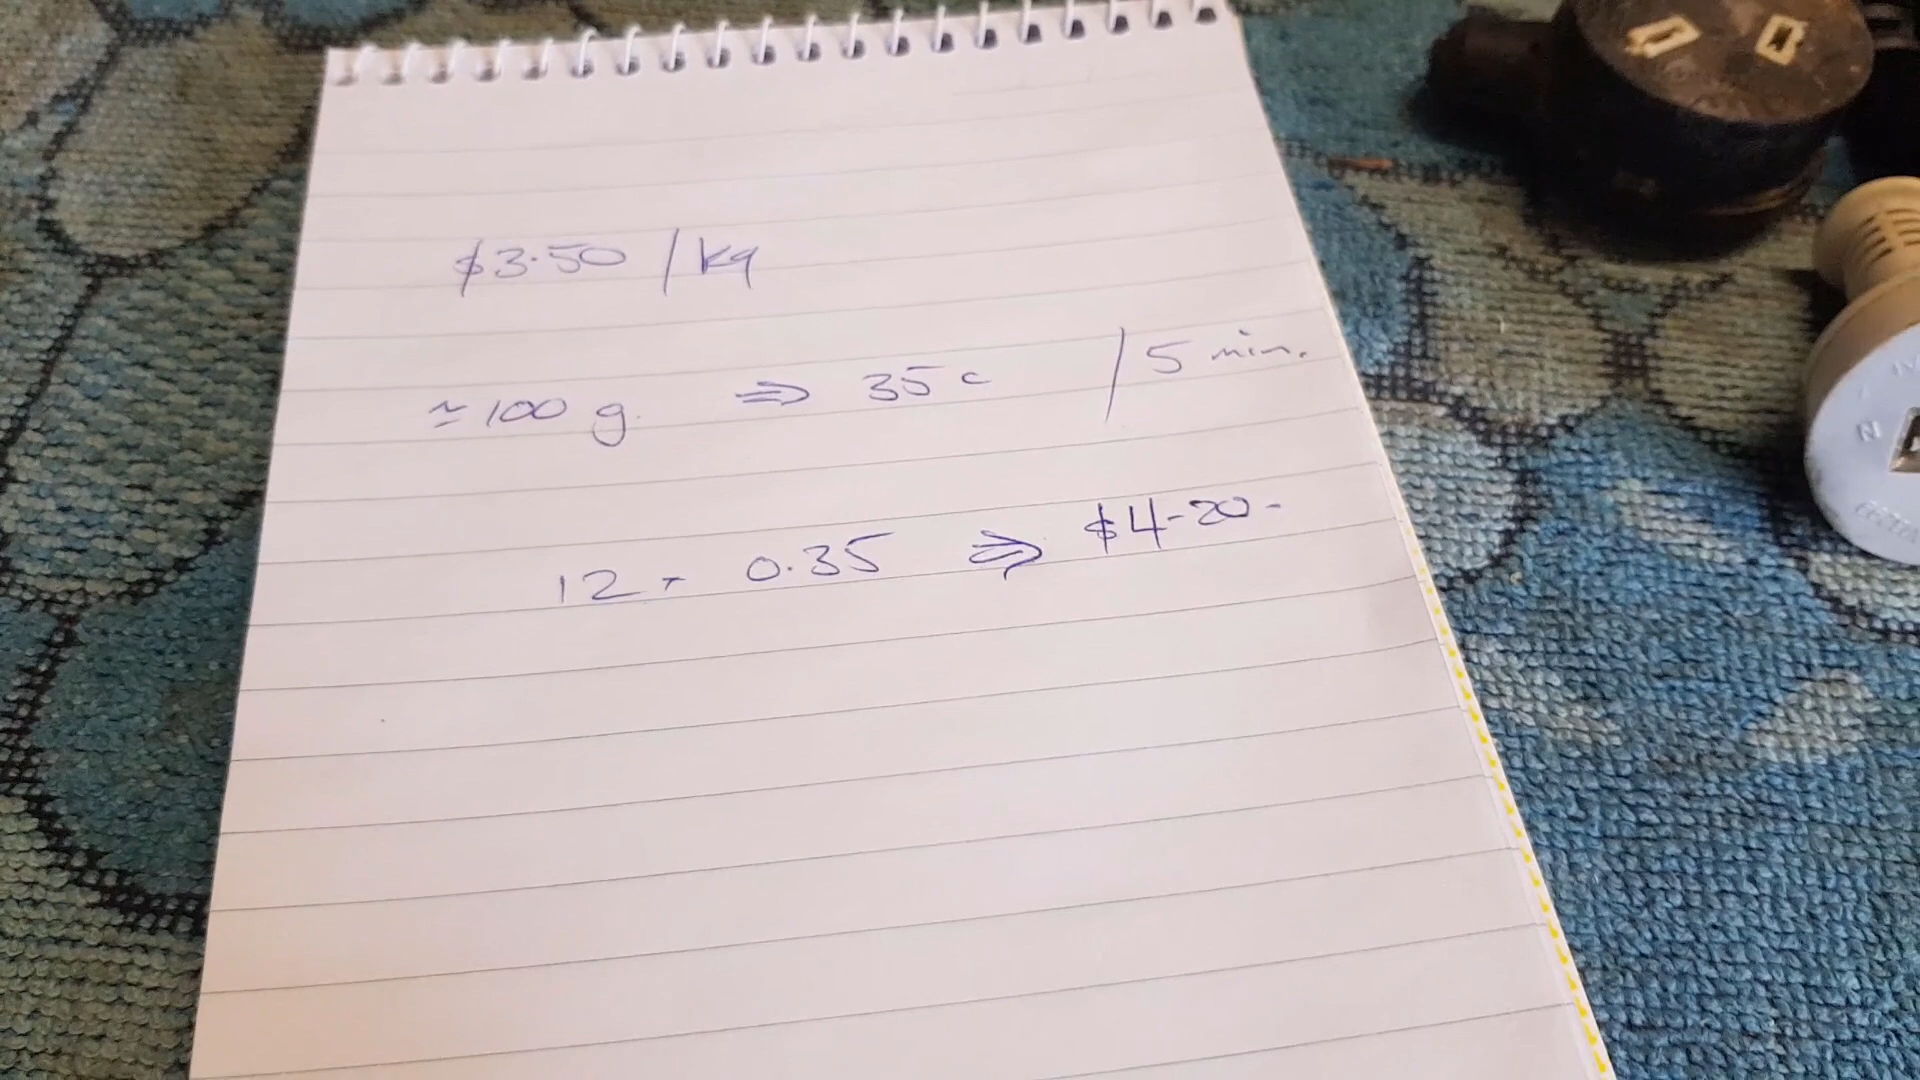 $3.50 /kg
≈100 g. ⇒ 35c /5 min.
12 × 0.35 ⇒ $4-20-
N